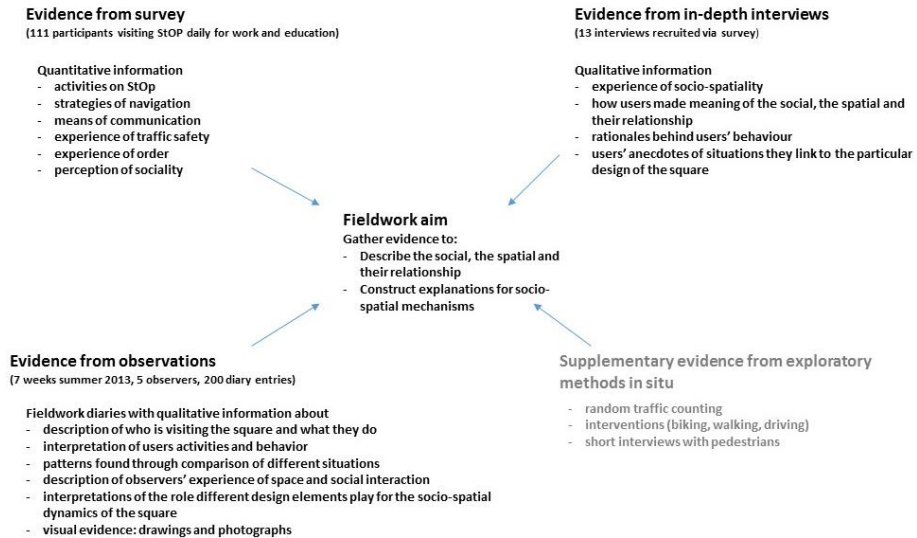 Evidence from survey
(111 participants visiting StOP daily for work and education)
Quantitative information
- activities on StOp
- strategies of navigation
- means of communication
- experience of traffic safety
- experience of order
- perception of sociality
Evidence from in-depth interviews
(13 interviews recruited via survey)
Qualitative information
- experience of socio-spatiality
- how users made meaning of the social, the spatial and
their relationship
- rationales behind users' behaviour
- users' anecdotes of situations they link to the particular
design of the square
Fieldwork aim
Gather evidence to:
- Describe the social, the spatial and
their relationship
- Construct explanations for socio-
spatial mechanisms
Evidence from observations
(7 weeks summer 2013, 5 observers, 200 diary entries)
Fieldwork diaries with qualitative information about
- description of who is visiting the square and what they do
- interpretation of users activities and behavior
- patterns found through comparison of different situations
- description of observers' experience of space and social interaction
- interpretations of the role different design elements play for the socio-spatial
dynamics of the square
- visual evidence: drawings and photographs
Supplementary evidence from exploratory
methods in situ
- random traffic counting
- interventions (biking, walking, driving)
- short interviews with pedestrians